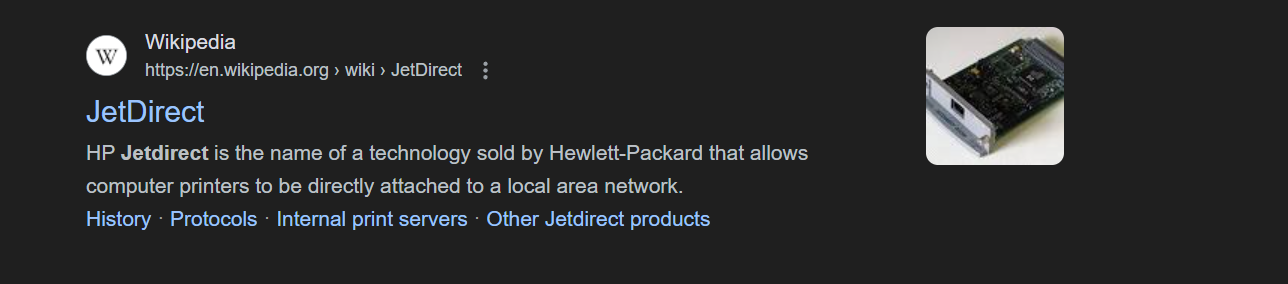 W
Wikipedia
https://en.wikipedia.org › wiki › JetDirect
JetDirect
HP Jetdirect is the name of a technology sold by Hewlett-Packard that allows
computer printers to be directly attached to a local area network.
History · Protocols · Internal print servers · Other Jetdirect products